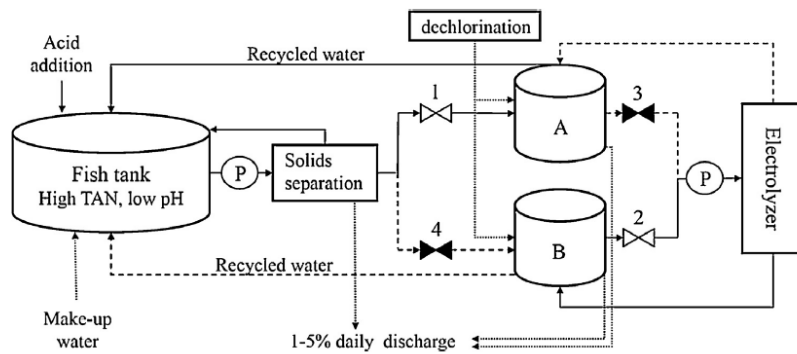 dechlorination
Acid
addition
Recycled water
1
3
A
Fish tank
High TAN, low pH
P
Solids
separation
P
Electrolyzer
4
2
B
Recycled water
Make-up
water
1-5% daily discharge